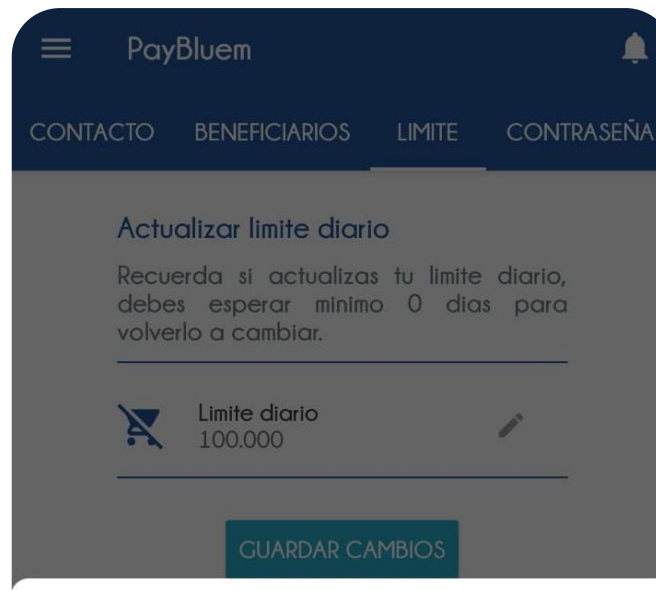 PayBluem
CONTACTO BENEFICIARIOS LIMITE CONTRASEÑA
Actualizar limite diario
Recuerda si actualizas tu limite diario,
debes esperar minimo 0 dias para
volverlo a cambiar.
Limite diario
100.000
GUARDAR CAMBIOS